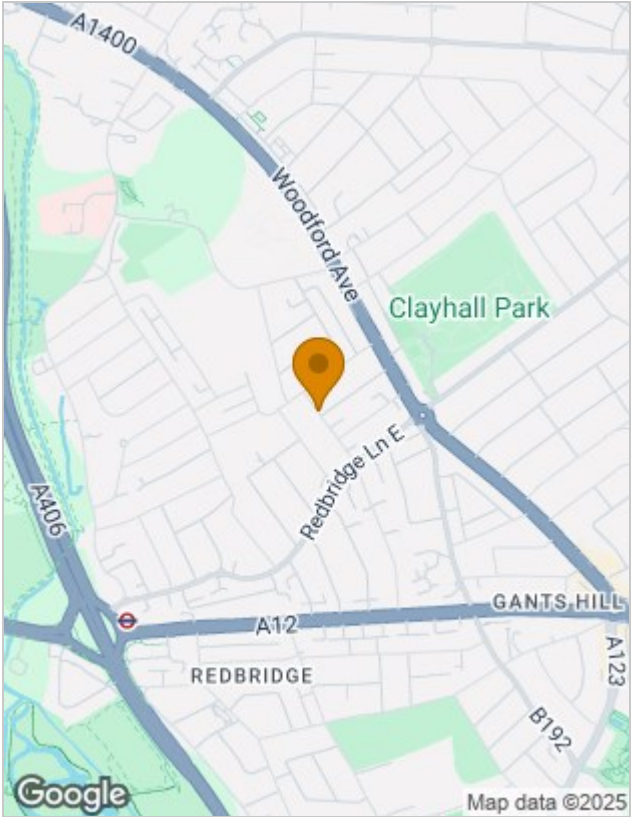 A1400
Woodford Ave
Clayhall Park
Redbridge Ln E
A406
GANTS HILL
A12
A123
REDBRIDGE
B192
Google
Map data ©2025